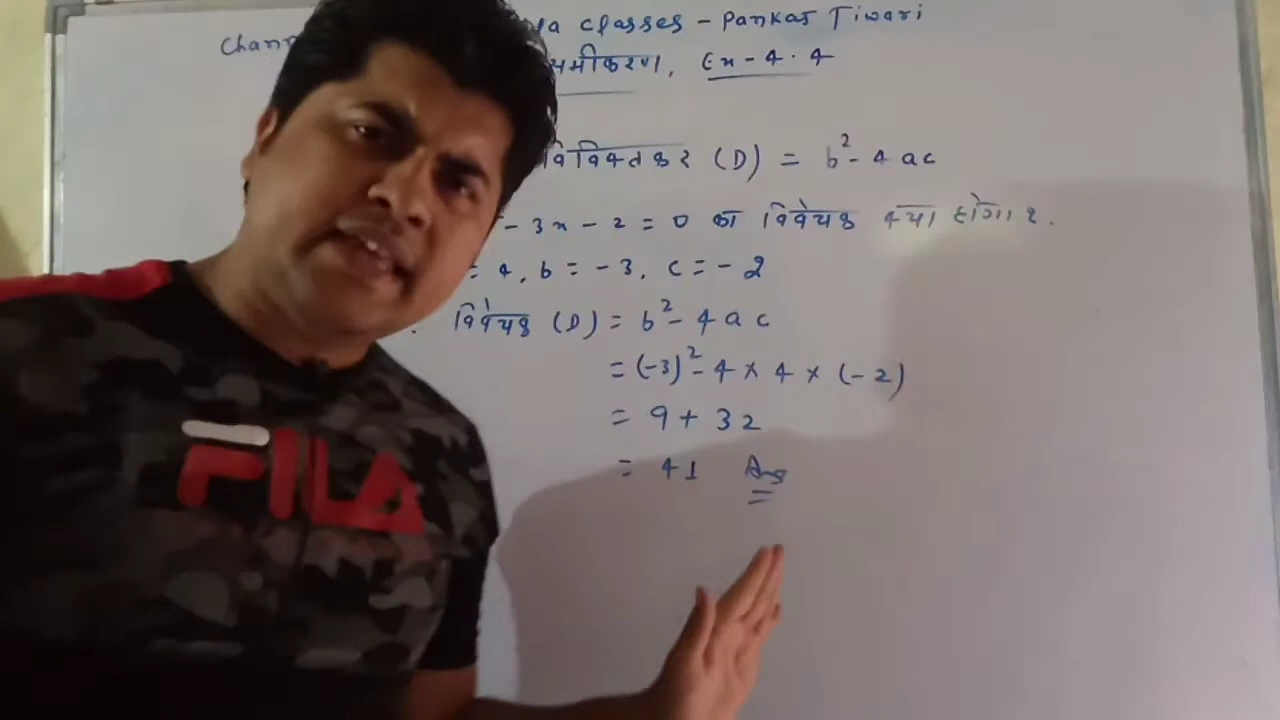 Classes - Pankaj Tiwari
समीकरण, Ex - 4.4
विविक्तकर (D) = b² - 4ac
- 3x - 2 = 0 का विवेचक क्या होगा?
= 4, b = -3, c = -2
विवेचक (D) = b² - 4ac
= (-3)² - 4 × 4 × (-2)
= 9 + 32
= 41 Ans
FILA